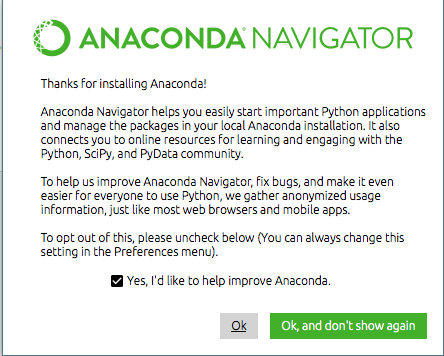 ANACONDA NAVIGATOR
Thanks for installing Anaconda!
Anaconda Navigator helps you easily start important Python applications
and manage the packages in your local Anaconda installation. It also
connects you to online resources for learning and engaging with the
Python, SciPy, and PyData community.
To help us improve Anaconda Navigator, fix bugs, and make it even
easier for everyone to use Python, we gather anonymized usage
information, just like most web browsers and mobile apps.
To opt out of this, please uncheck below (You can always change this
setting in the Preferences menu).
Yes, I'd like to help improve Anaconda.
Ok
Ok, and don't show again